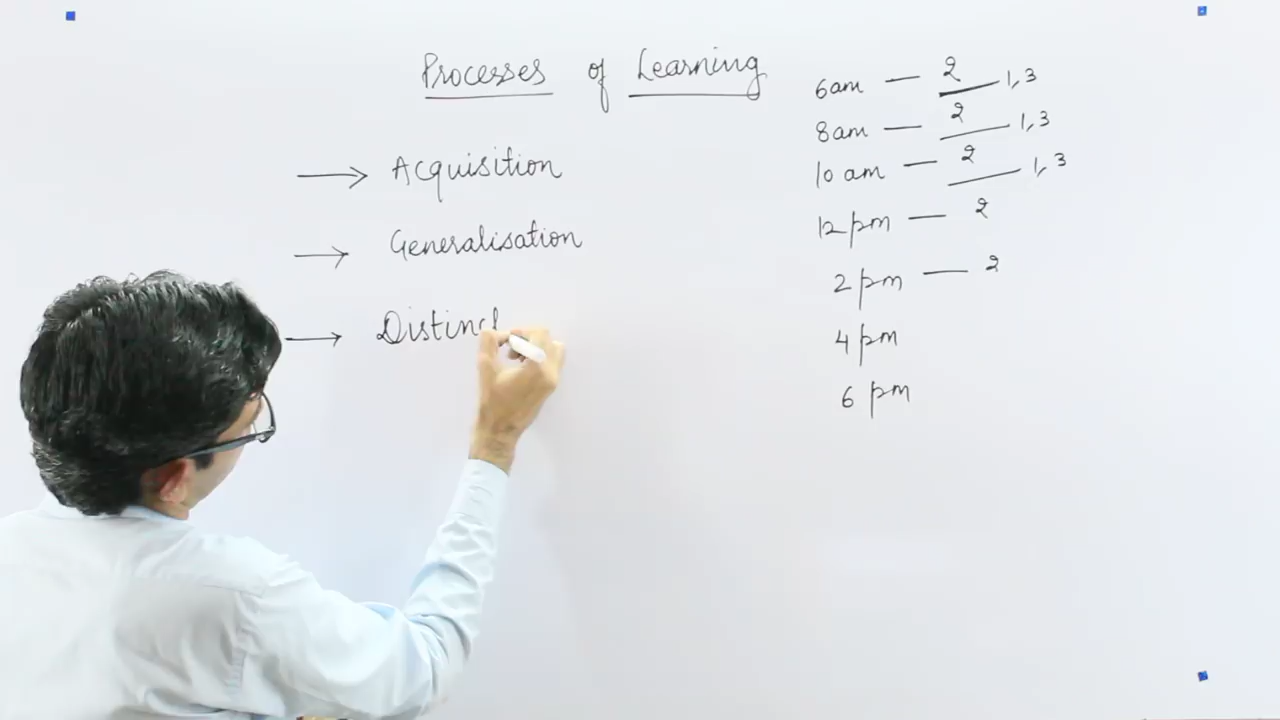 Processes of Learning
→ Acquisition
→ Generalisation
→ Distinct
6am — 2 1,3
8am — 2 1,3
10 am — 2 1,3
12 pm — 2
2 pm — 2
4 pm
6 pm